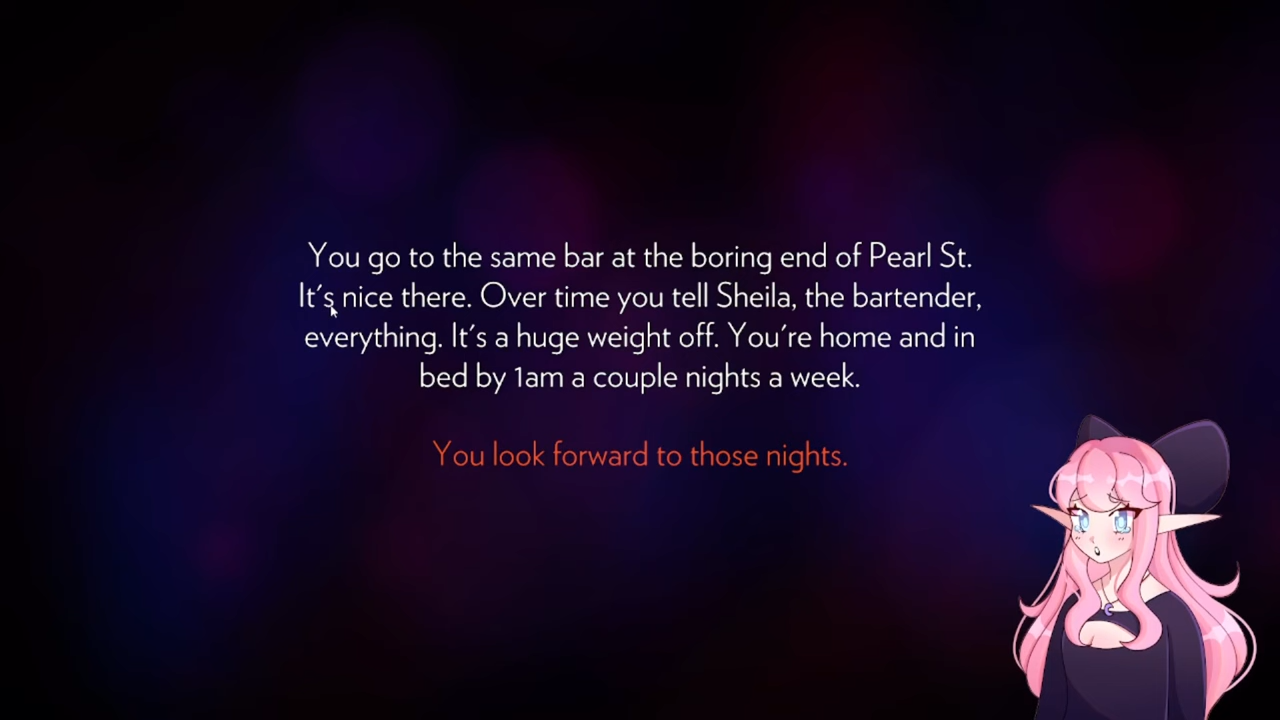 You go to the same bar at the boring end of Pearl St.
It's nice there. Over time you tell Sheila, the bartender,
everything. It's a huge weight off. You're home and in
bed by 1am a couple nights a week.
You look forward to those nights.